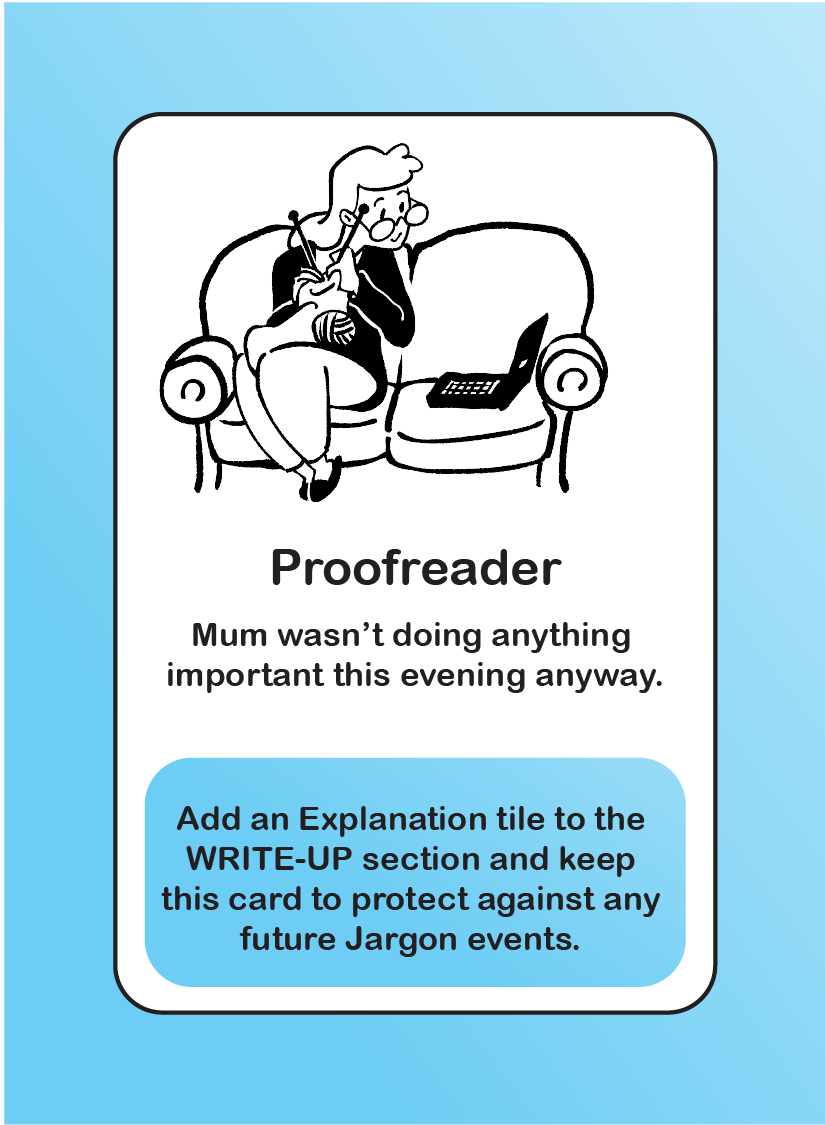 Proofreader
Mum wasn’t doing anything
important this evening anyway.
Add an Explanation tile to the
WRITE-UP section and keep
this card to protect against any
future Jargon events.